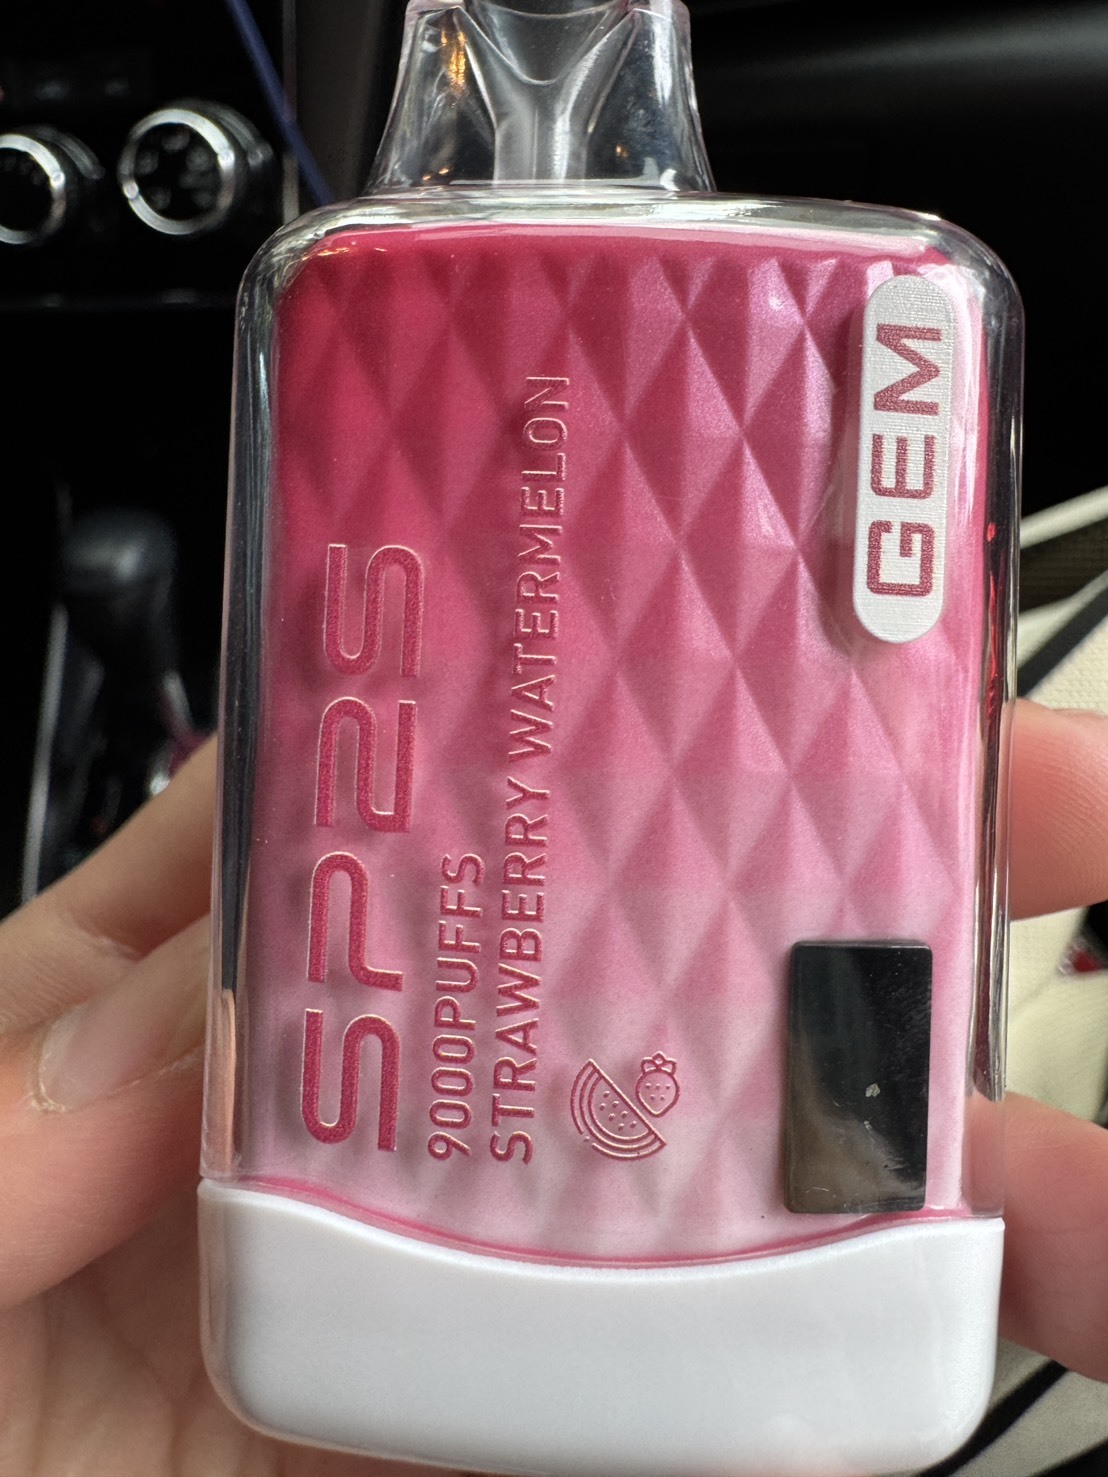 SP2S
9000PUFFS
STRAWBERRY WATERMELON
GEM